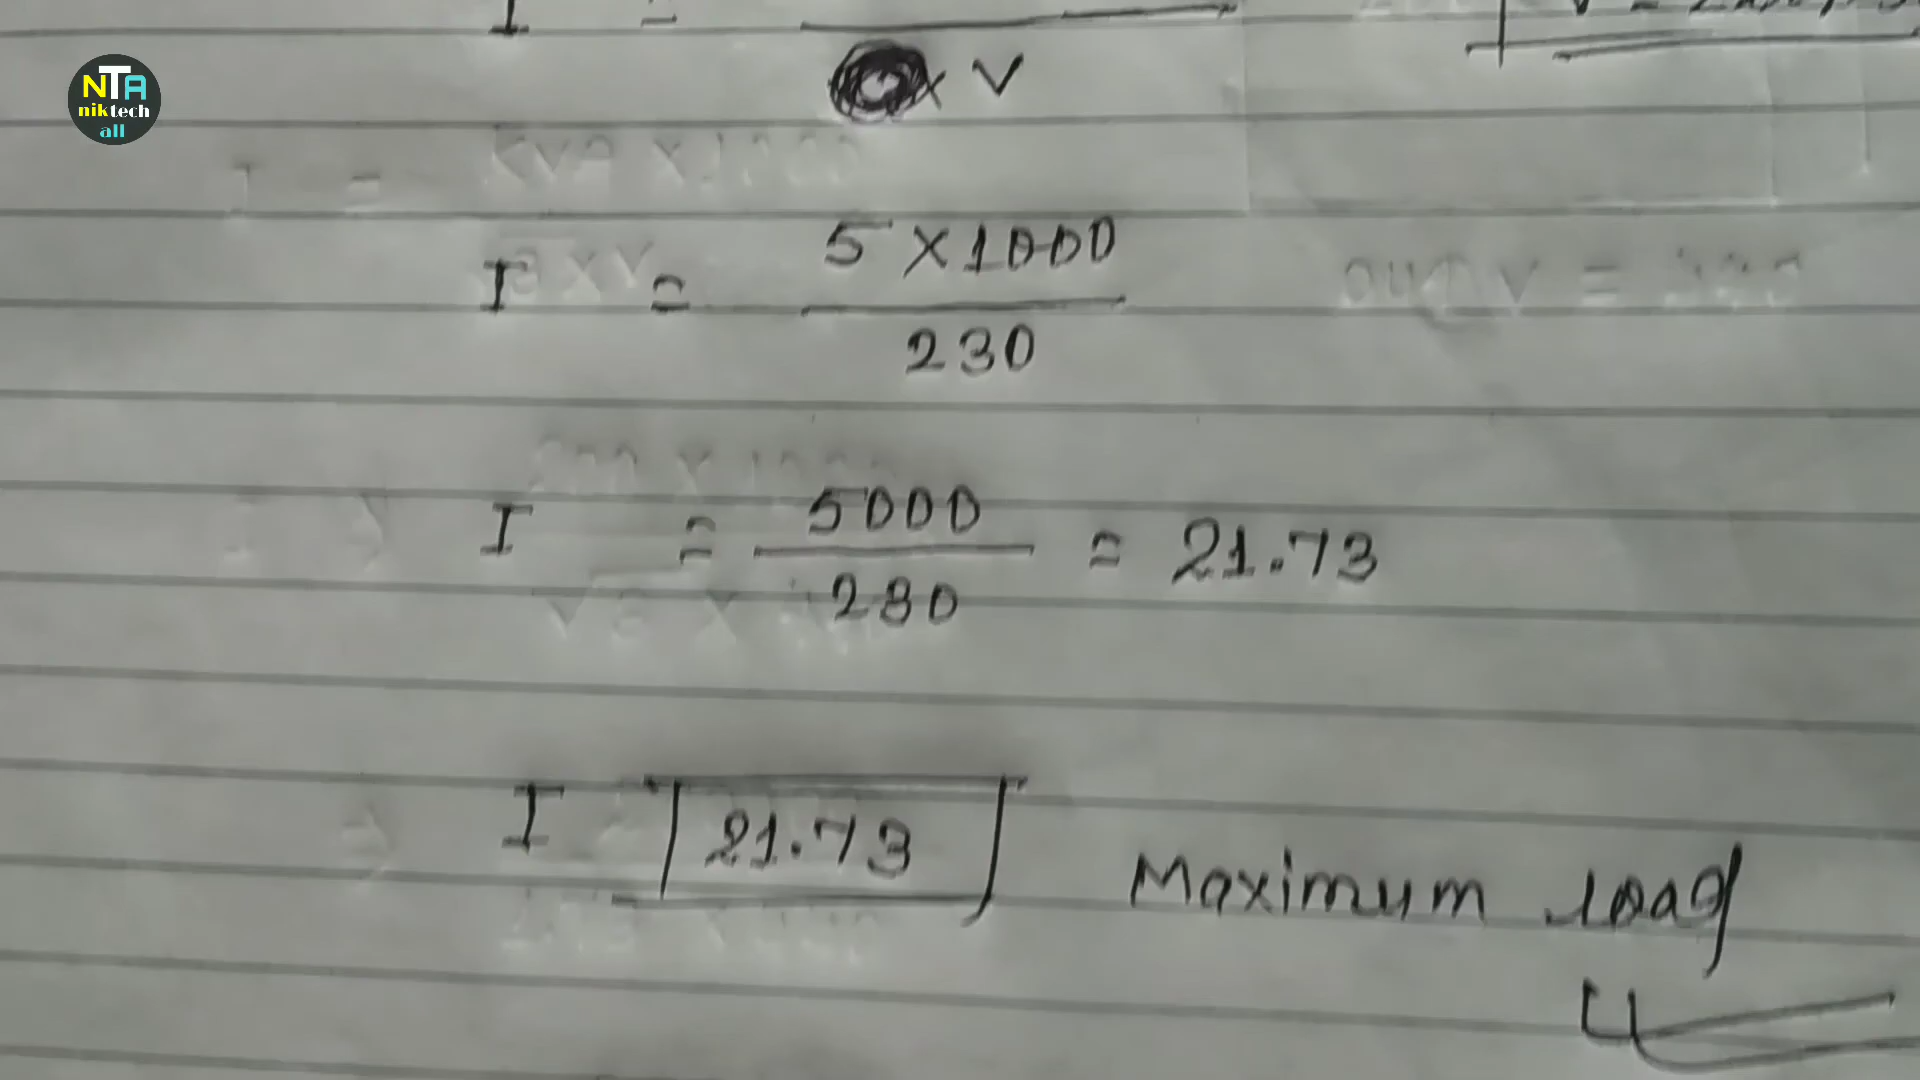 I =
x V
NTA
niktech
all
I = 5 X 1000
230
I = 5000 = 21.73
230
I = 21.73
Maximum load